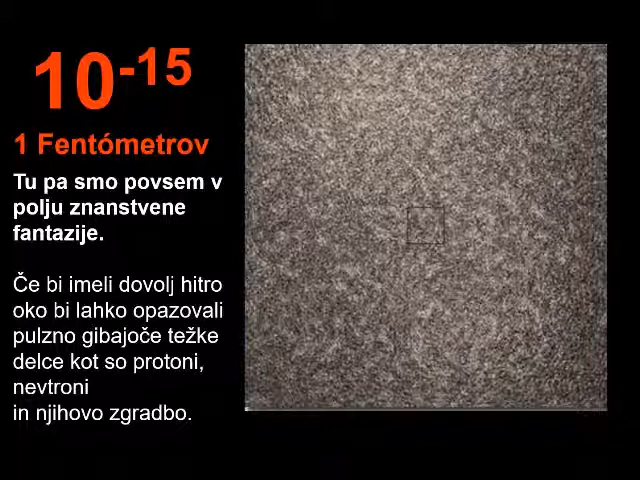 10⁻¹⁵
1 Fentómetrov
Tu pa smo povsem v
polju znanstvene
fantazije.
Če bi imeli dovolj hitro
oko bi lahko opazovali
pulzno gibajoče težke
delce kot so protoni,
nevtroni
in njihovo zgradbo.